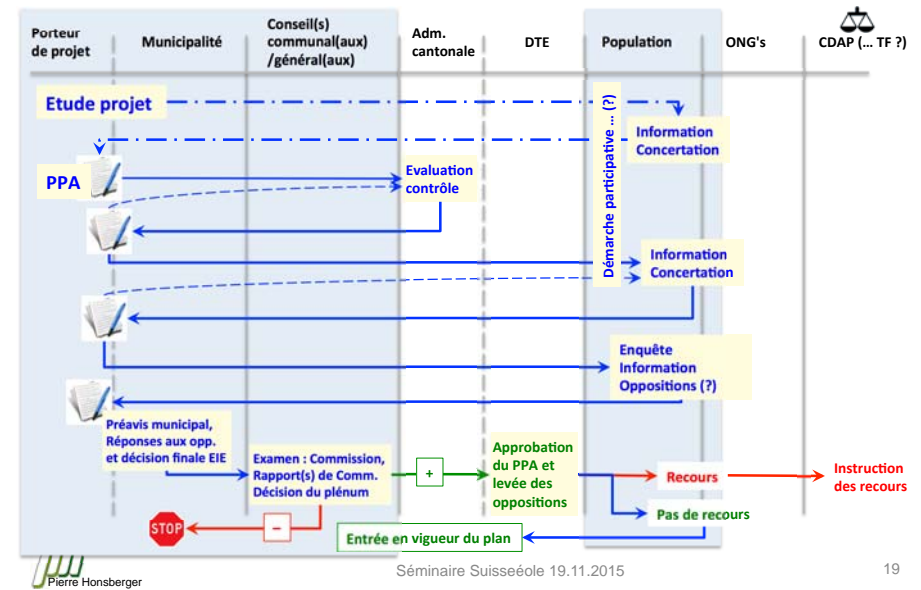 Porteur
de projet
Municipalité
Conseil(s)
communal(aux)
/général(aux)
Adm.
cantonale
DTE
Population
ONG's
CDAP (... TF ?)
Etude projet
Démarche participative ... (?)
Information
Concertation
PPA
Evaluation
contrôle
Information
Concertation
Enquête
Information
Oppositions (?)
Préavis municipal,
Réponses aux opp.
et décision finale EIE
Examen : Commission,
Rapport(s) de Comm.
Décision du plénum
+
Approbation
du PPA et
levée des
oppositions
Recours
Instruction
des recours
Pas de recours
STOP
–
Entrée en vigueur du plan
Pierre Honsberger
Séminaire Suisseéole 19.11.2015
19